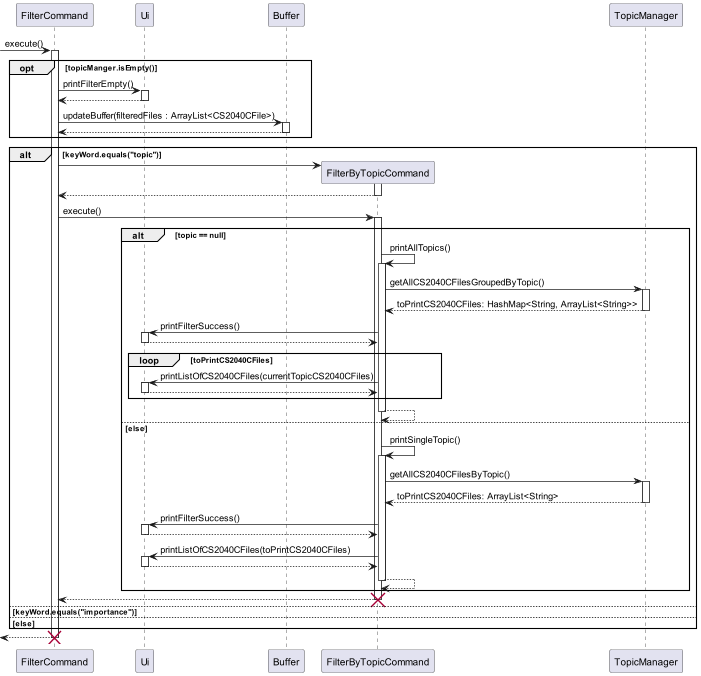 FilterCommand Ui Buffer TopicManager
execute()
opt [topicManger.isEmpty()]
printFilterEmpty()
updateBuffer(filteredFiles : ArrayList<CS2040CFile>)
alt [keyWord.equals("topic")]
FilterByTopicCommand
execute()
alt [topic == null]
printAllTopics()
getAllCS2040CFilesGroupedByTopic()
toPrintCS2040CFiles: HashMap<String, ArrayList<String>>
printFilterSuccess()
loop [toPrintCS2040CFiles]
printListOfCS2040CFiles(currentTopicCS2040CFiles)
[else]
printSingleTopic()
getAllCS2040CFilesByTopic()
toPrintCS2040CFiles: ArrayList<String>
printFilterSuccess()
printListOfCS2040CFiles(toPrintCS2040CFiles)
[keyWord.equals("importance")]
[else]
FilterCommand Ui Buffer FilterByTopicCommand TopicManager